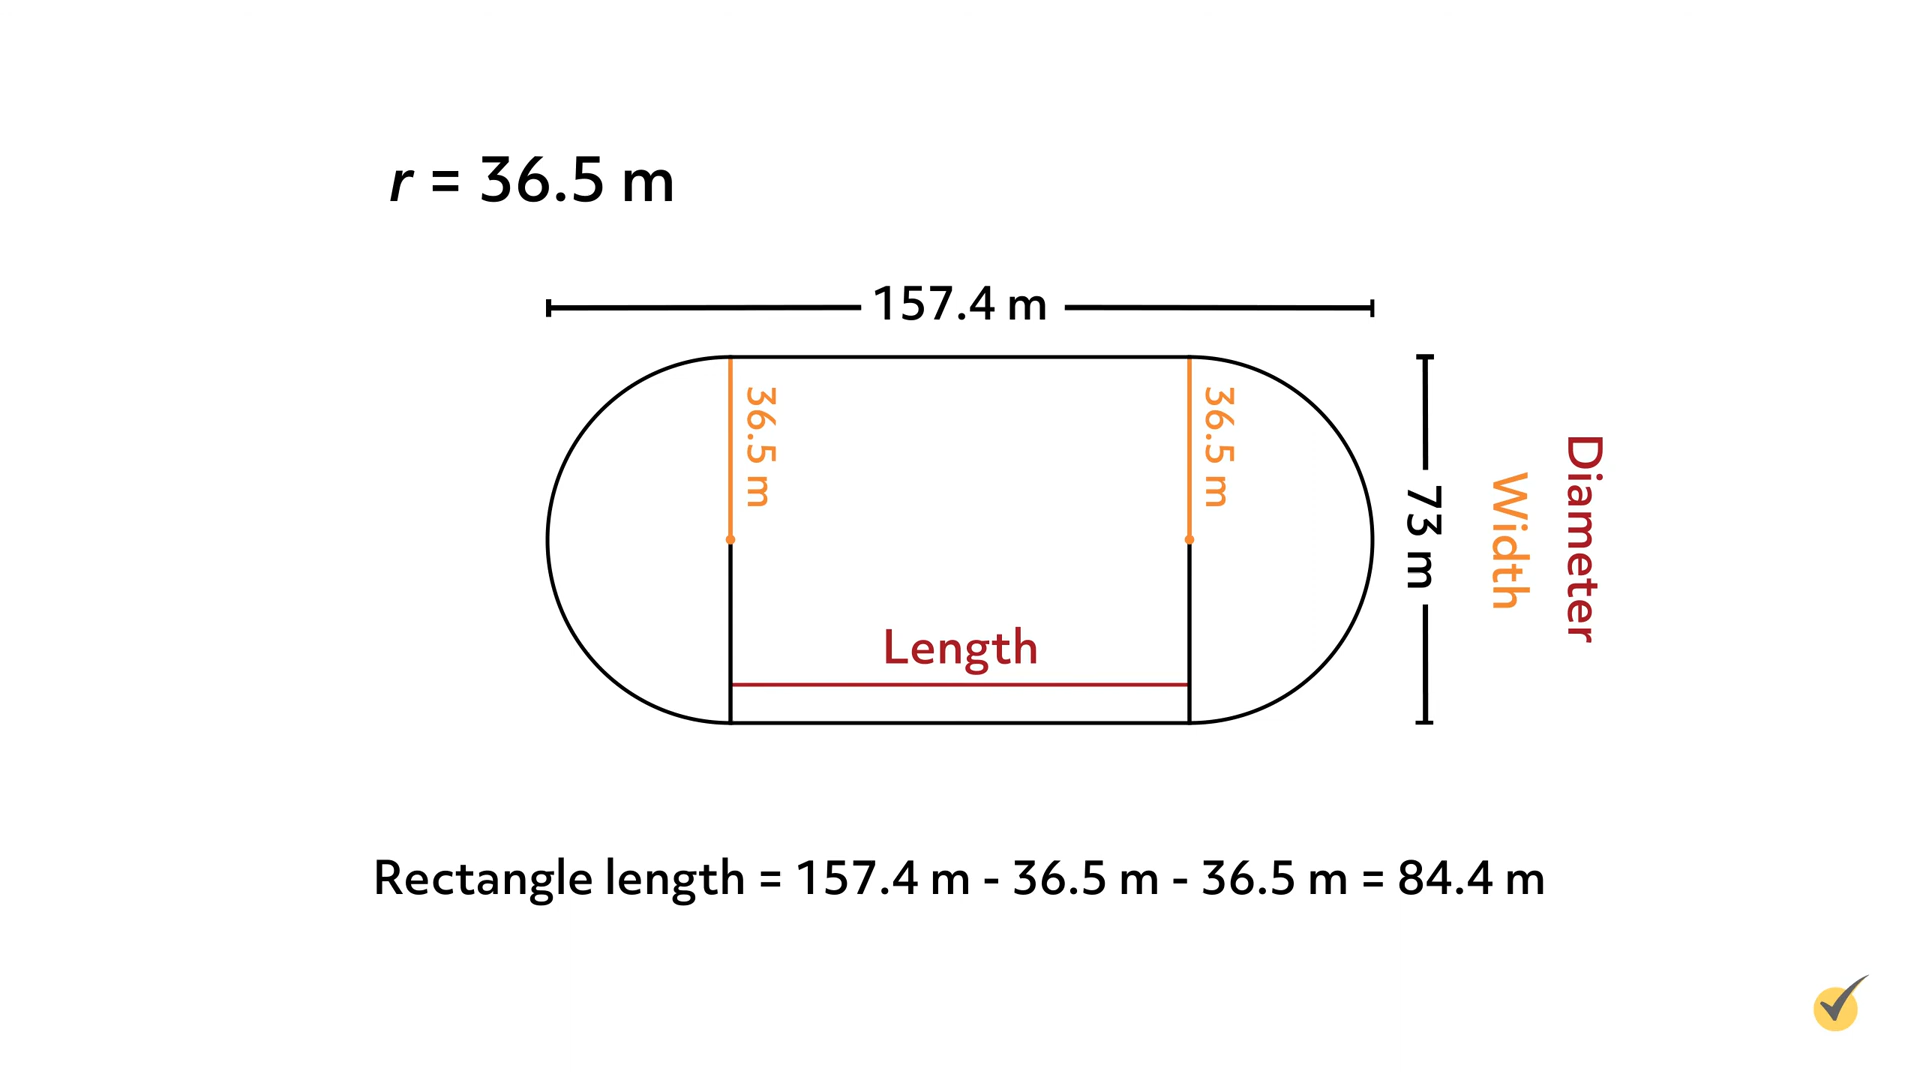 r = 36.5 m
157.4 m
36.5 m
36.5 m
73 m
Width
Diameter
Length
Rectangle length = 157.4 m - 36.5 m - 36.5 m = 84.4 m